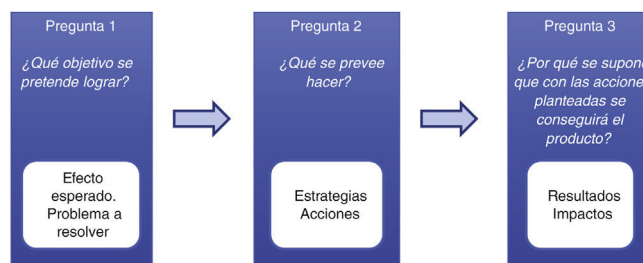 Pregunta 1
¿Qué objetivo se
pretende lograr?
Efecto
esperado.
Problema a
resolver
Pregunta 2
¿Qué se prevee
hacer?
Estrategias
Acciones
Pregunta 3
¿Por qué se supone
que con las acciones
planteadas se
conseguirá el
producto?
Resultados
Impactos